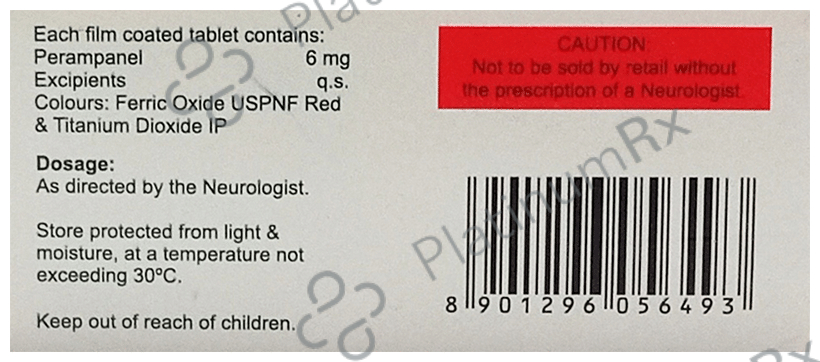 Each film coated tablet contains:
Perampanel 6 mg
Excipients q.s.
Colours: Ferric Oxide USPNF Red
& Titanium Dioxide IP
Dosage:
As directed by the Neurologist.
Store protected from light &
moisture, at a temperature not
exceeding 30ºC.
Keep out of reach of children.
CAUTION:
Not to be sold by retail without
the prescription of a Neurologist.
8 901296 056493
PlatinumRx